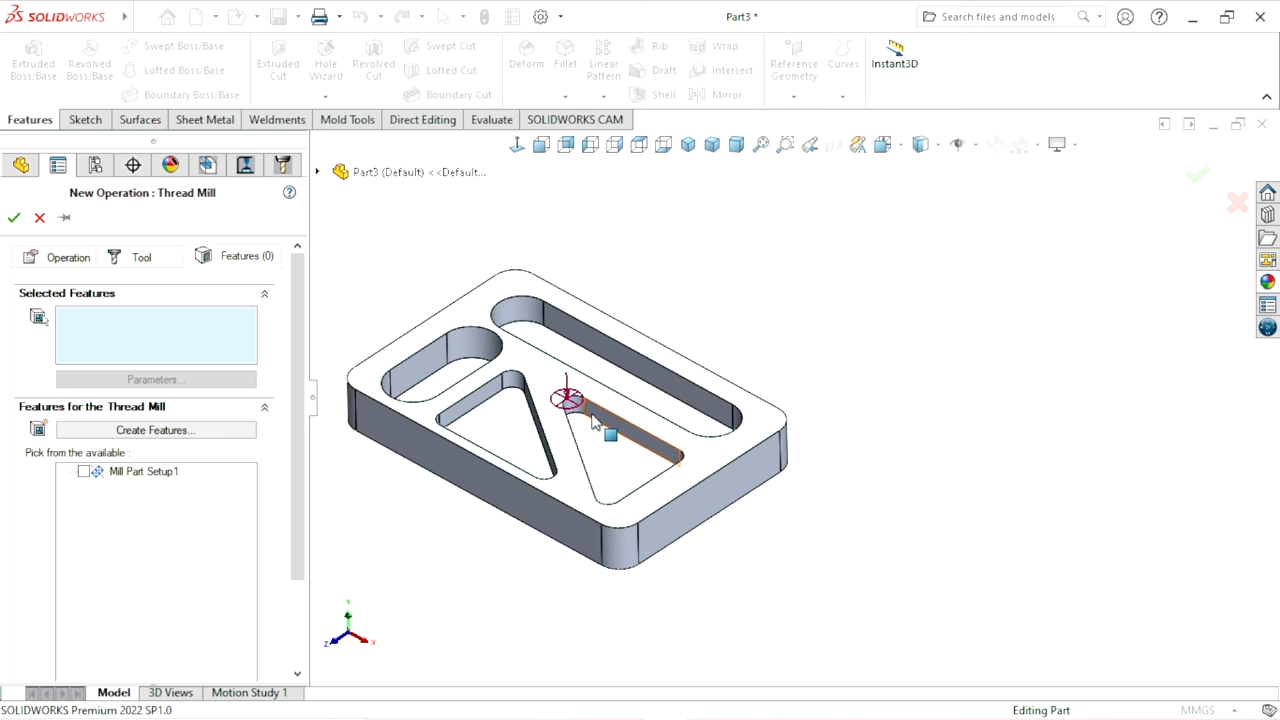 SOLIDWORKS
Part3 *
Search files and models
Extruded Boss/Base
Revolved Boss/Base
Swept Boss/Base
Lofted Boss/Base
Boundary Boss/Base
Extruded Cut
Hole Wizard
Revolved Cut
Swept Cut
Lofted Cut
Boundary Cut
Deform
Fillet
Linear Pattern
Rib
Draft
Shell
Wrap
Intersect
Mirror
Reference Geometry
Curves
Instant3D
Features Sketch Surfaces Sheet Metal Weldments Mold Tools Direct Editing Evaluate SOLIDWORKS CAM
Part3 (Default) <<Default...
New Operation : Thread Mill
Operation Tool Features (0)
Selected Features
Parameters...
Features for the Thread Mill
Create Features...
Pick from the available :
Mill Part Setup1
Y
Z
X
Model 3D Views Motion Study 1
SOLIDWORKS Premium 2022 SP1.0
Editing Part
MMGS